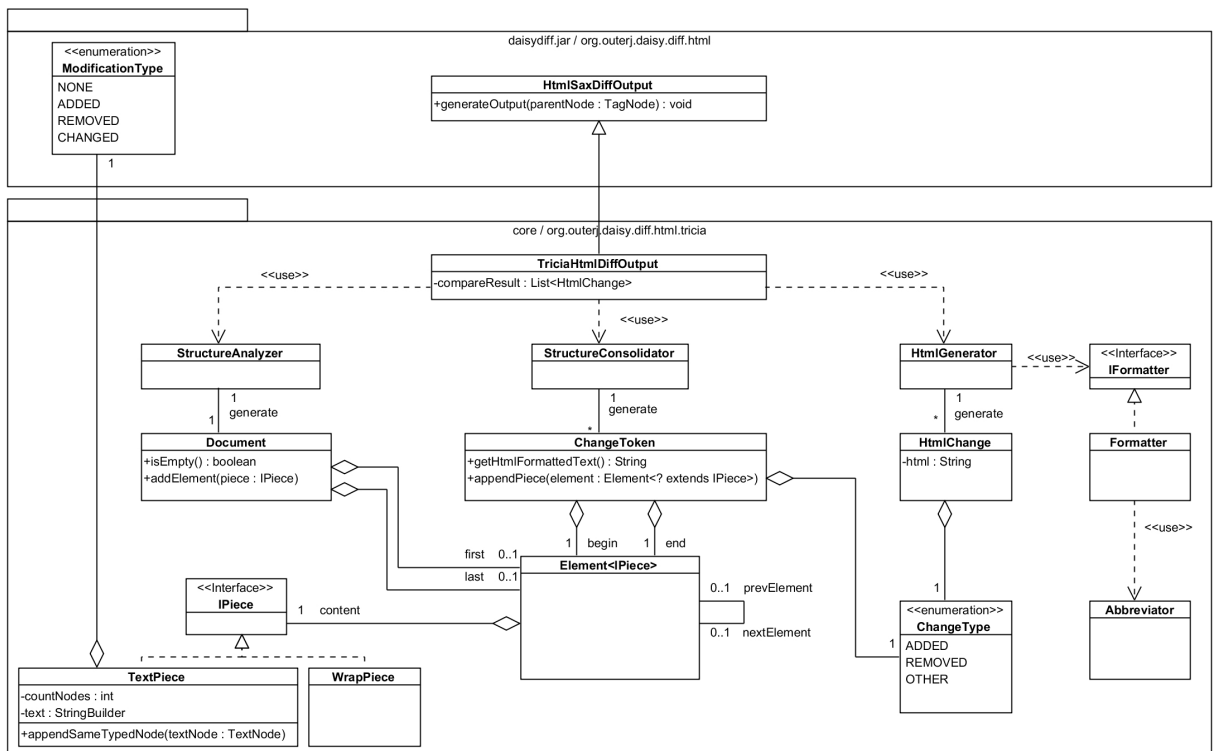 daisydiff.jar / org.outerj.daisy.diff.html
<<enumeration>>
ModificationType
NONE
ADDED
REMOVED
CHANGED
1
HtmlSaxDiffOutput
+generateOutput(parentNode : TagNode) : void
core / org.outerj.daisy.diff.html.tricia
TriciaHtmlDiffOutput
-compareResult : List<HtmlChange>
<<use>>
<<use>>
<<use>>
StructureAnalyzer
StructureConsolidator
HtmlGenerator
<<use>>
<<Interface>>
IFormatter
1
generate
1
1
generate
*
1
generate
*
Document
+isEmpty() : boolean
+addElement(piece : IPiece)
ChangeToken
+getHtmlFormattedText() : String
+appendPiece(element : Element<? extends IPiece>)
HtmlChange
-html : String
Formatter
<<use>>
1 begin
1 end
first 0..1
last 0..1
Element<IPiece>
0..1 prevElement
0..1 nextElement
<<Interface>>
IPiece
1 content
1
<<enumeration>>
ChangeType
ADDED
REMOVED
OTHER
1
Abbreviator
TextPiece
-countNodes : int
-text : StringBuilder
+appendSameTypedNode(textNode : TextNode)
WrapPiece